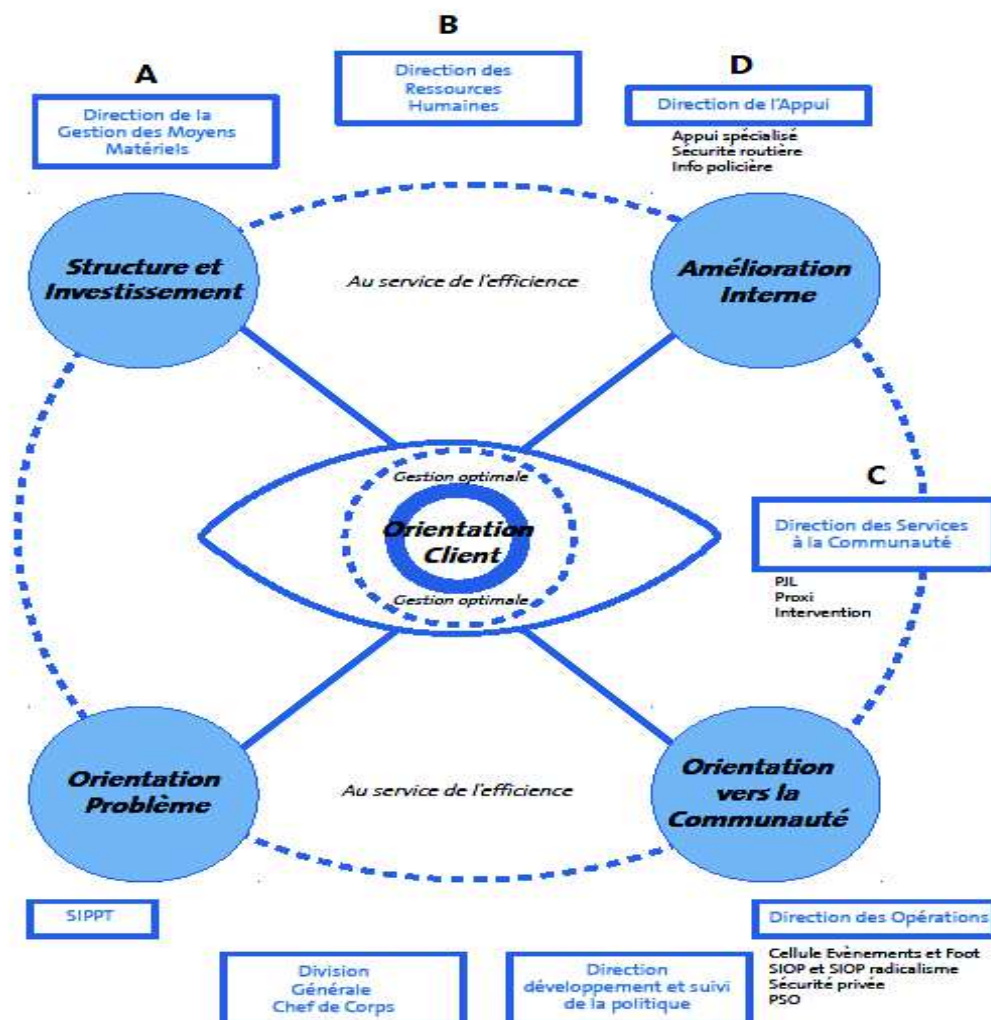 B
A
D
Direction des
Ressources
Humaines
Direction de la
Gestion des Moyens
Matériels
Direction de l'Appui
Appui spécialisé
Sécurite routière
Info policière
Structure et
Investissement
Au service de l'efficience
Amélioration
Interne
Gestion optimale
Orientation
Client
Gestion optimale
C
Direction des Services
à la Communauté
PJL
Proxi
Intervention
Orientation
Problème
Au service de l'efficience
Orientation
vers la
Communauté
SIPPT
Direction des Opérations
Cellule Evènements et Foot
SIOP et SIOP radicalisme
Sécurité privée
PSO
Division
Générale
Chef de Corps
Direction
développement et suivi
de la politique